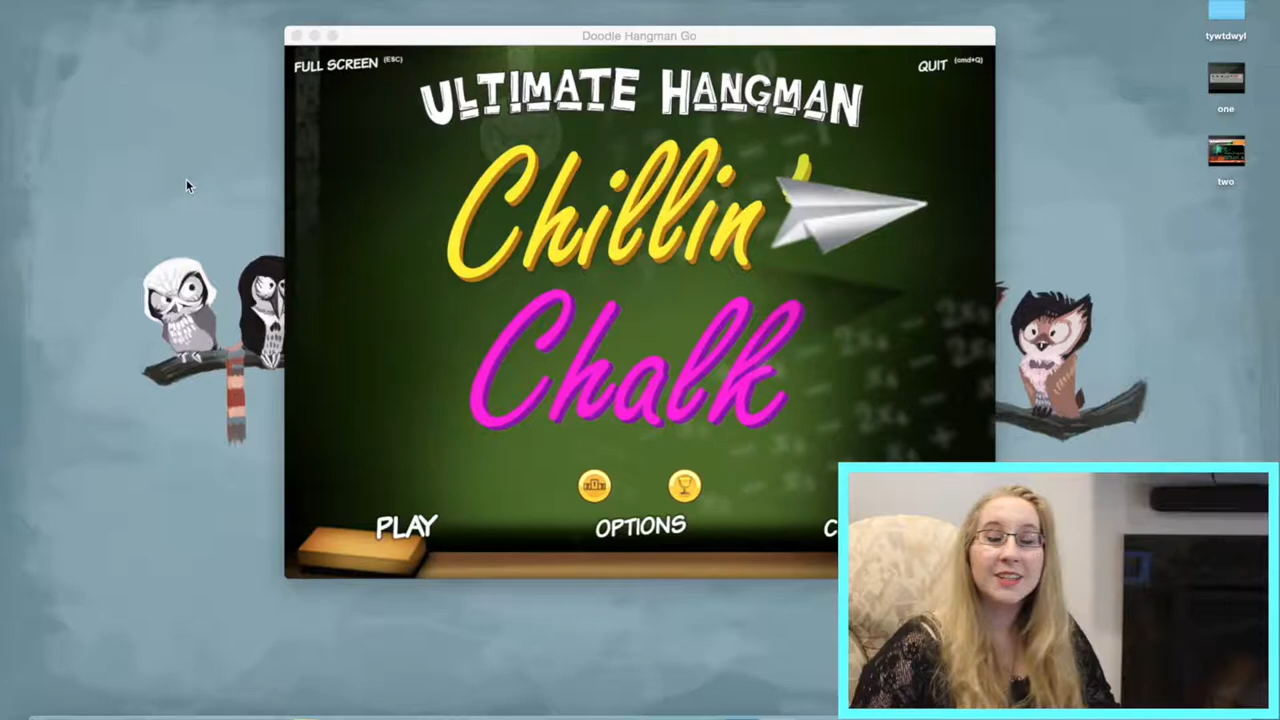 Doodle Hangman Go
FULL SCREEN (ESC)
QUIT (cmd+Q)
ULTIMATE HANGMAN
Chillin'
Chalk
PLAY
OPTIONS
tywtdwyl
one
two